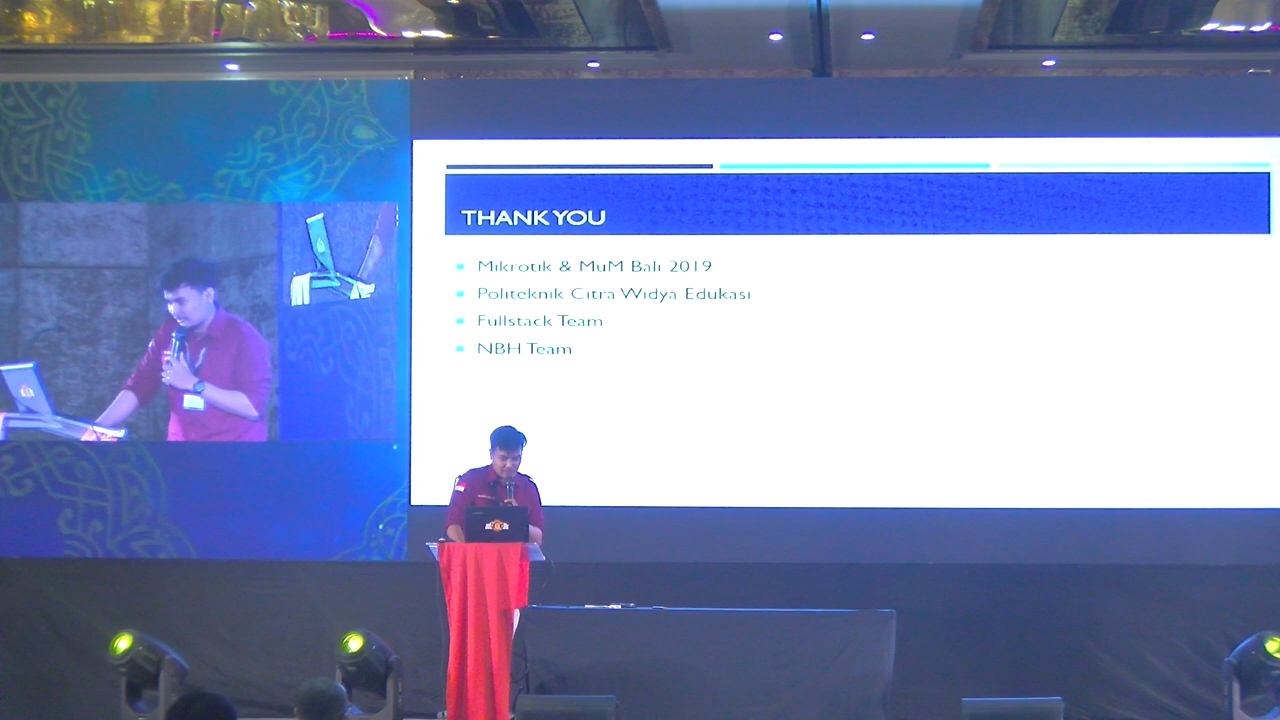 THANK YOU
Mikrotik & MuM Bali 2019
Politeknik Citra Widya Edukasi
Fullstack Team
NBH Team